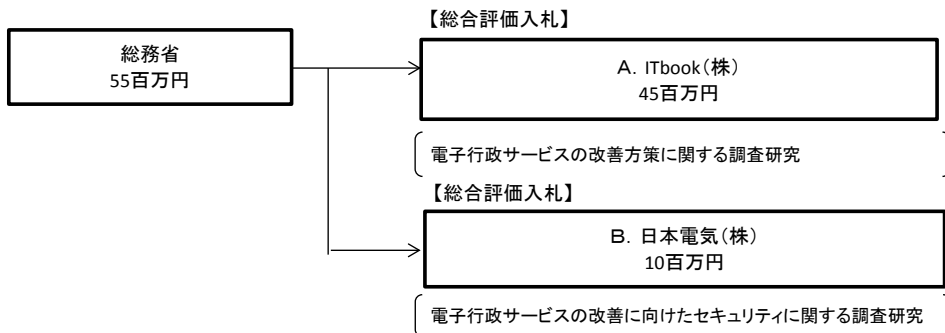 【総合評価入札】
総務省
55百万円
A. ITbook(株)
45百万円
電子行政サービスの改善方策に関する調査研究
【総合評価入札】
B. 日本電気(株)
10百万円
電子行政サービスの改善に向けたセキュリティに関する調査研究